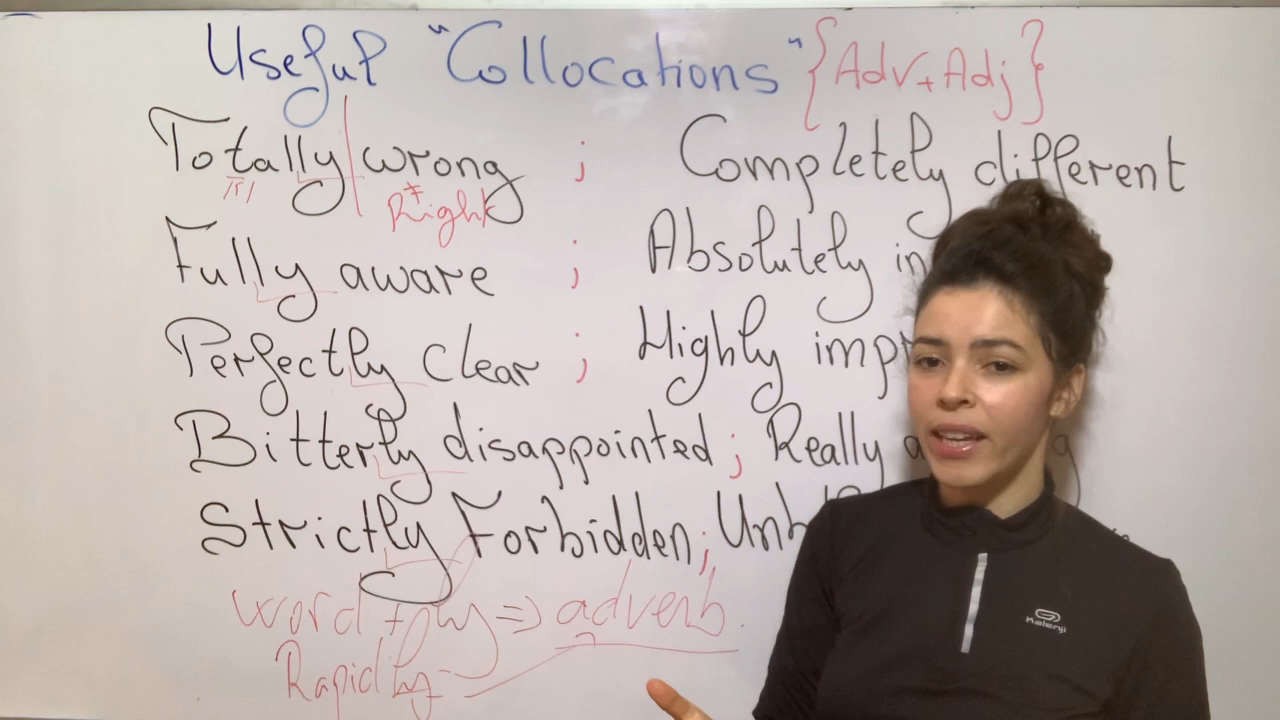 Useful "Collocations" {Adv+Adj}
Totally wrong ; Completely different
≠
Right
Fully aware ; Absolutely
Perfectly clear ; Highly
Bitterly disappointed ; Really
Strictly Forbidden ;
word + ly => adverb.
Rapidly
Kalenji